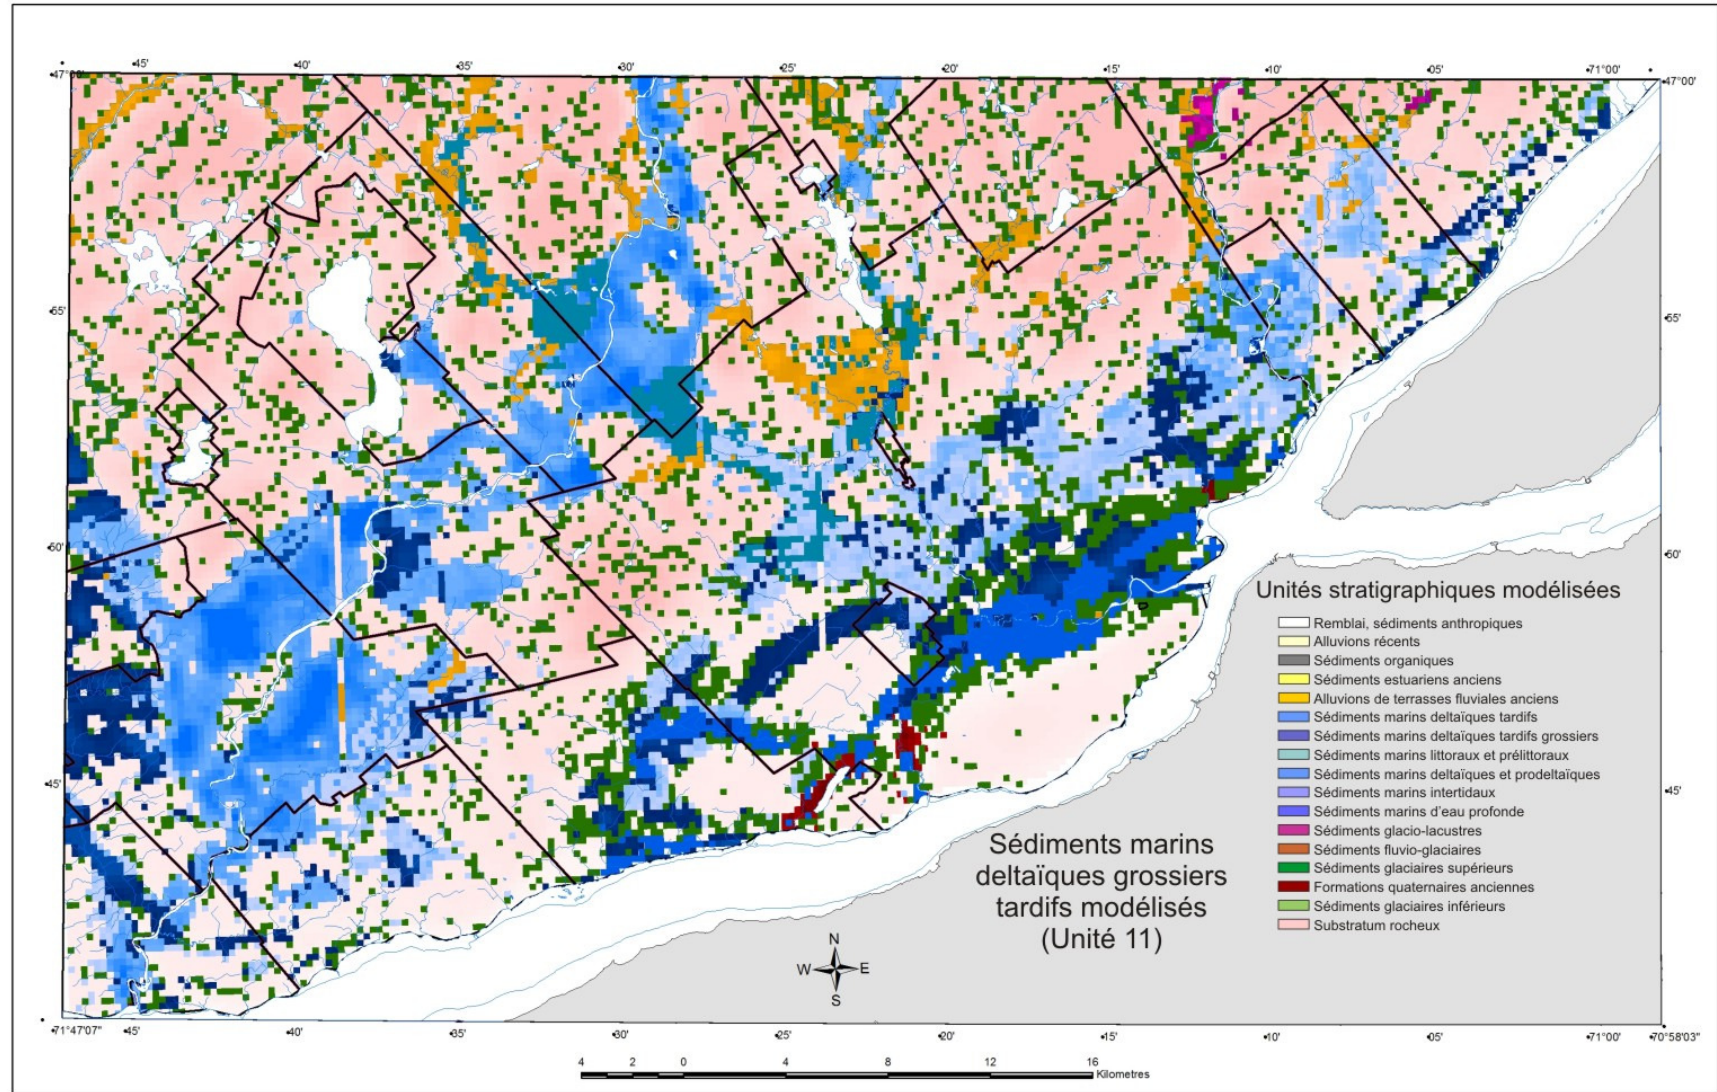 45' 40' 35' 30' 25' 20' 15' 10' 05' 71°00'
47°00' 47°00'
55' 55'
50' 50'
45' 45'
Unités stratigraphiques modélisées
Remblai, sédiments anthropiques
Alluvions récents
Sédiments organiques
Sédiments estuariens anciens
Alluvions de terrasses fluviales anciens
Sédiments marins deltaïques tardifs
Sédiments marins deltaïques tardifs grossiers
Sédiments marins littoraux et prélittoraux
Sédiments marins deltaïques et prodeltaïques
Sédiments marins intertidaux
Sédiments marins d'eau profonde
Sédiments glacio-lacustres
Sédiments fluvio-glaciaires
Sédiments glaciaires supérieurs
Formations quaternaires anciennes
Sédiments glaciaires inférieurs
Substratum rocheux
Sédiments marins
deltaïques grossiers
tardifs modélisés
(Unité 11)
N
W E
S
71°47'07" 45' 40' 35' 30' 25' 20' 15' 10' 05' 71°00' 70°58'03"
4 2 0 4 8 12 16
Kilometres